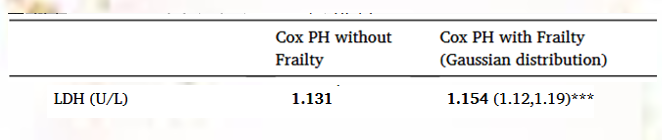 Cox PH without Cox PH with Frailty
Frailty (Gaussian distribution)
LDH (U/L) 1.131 1.154 (1.12,1.19)***